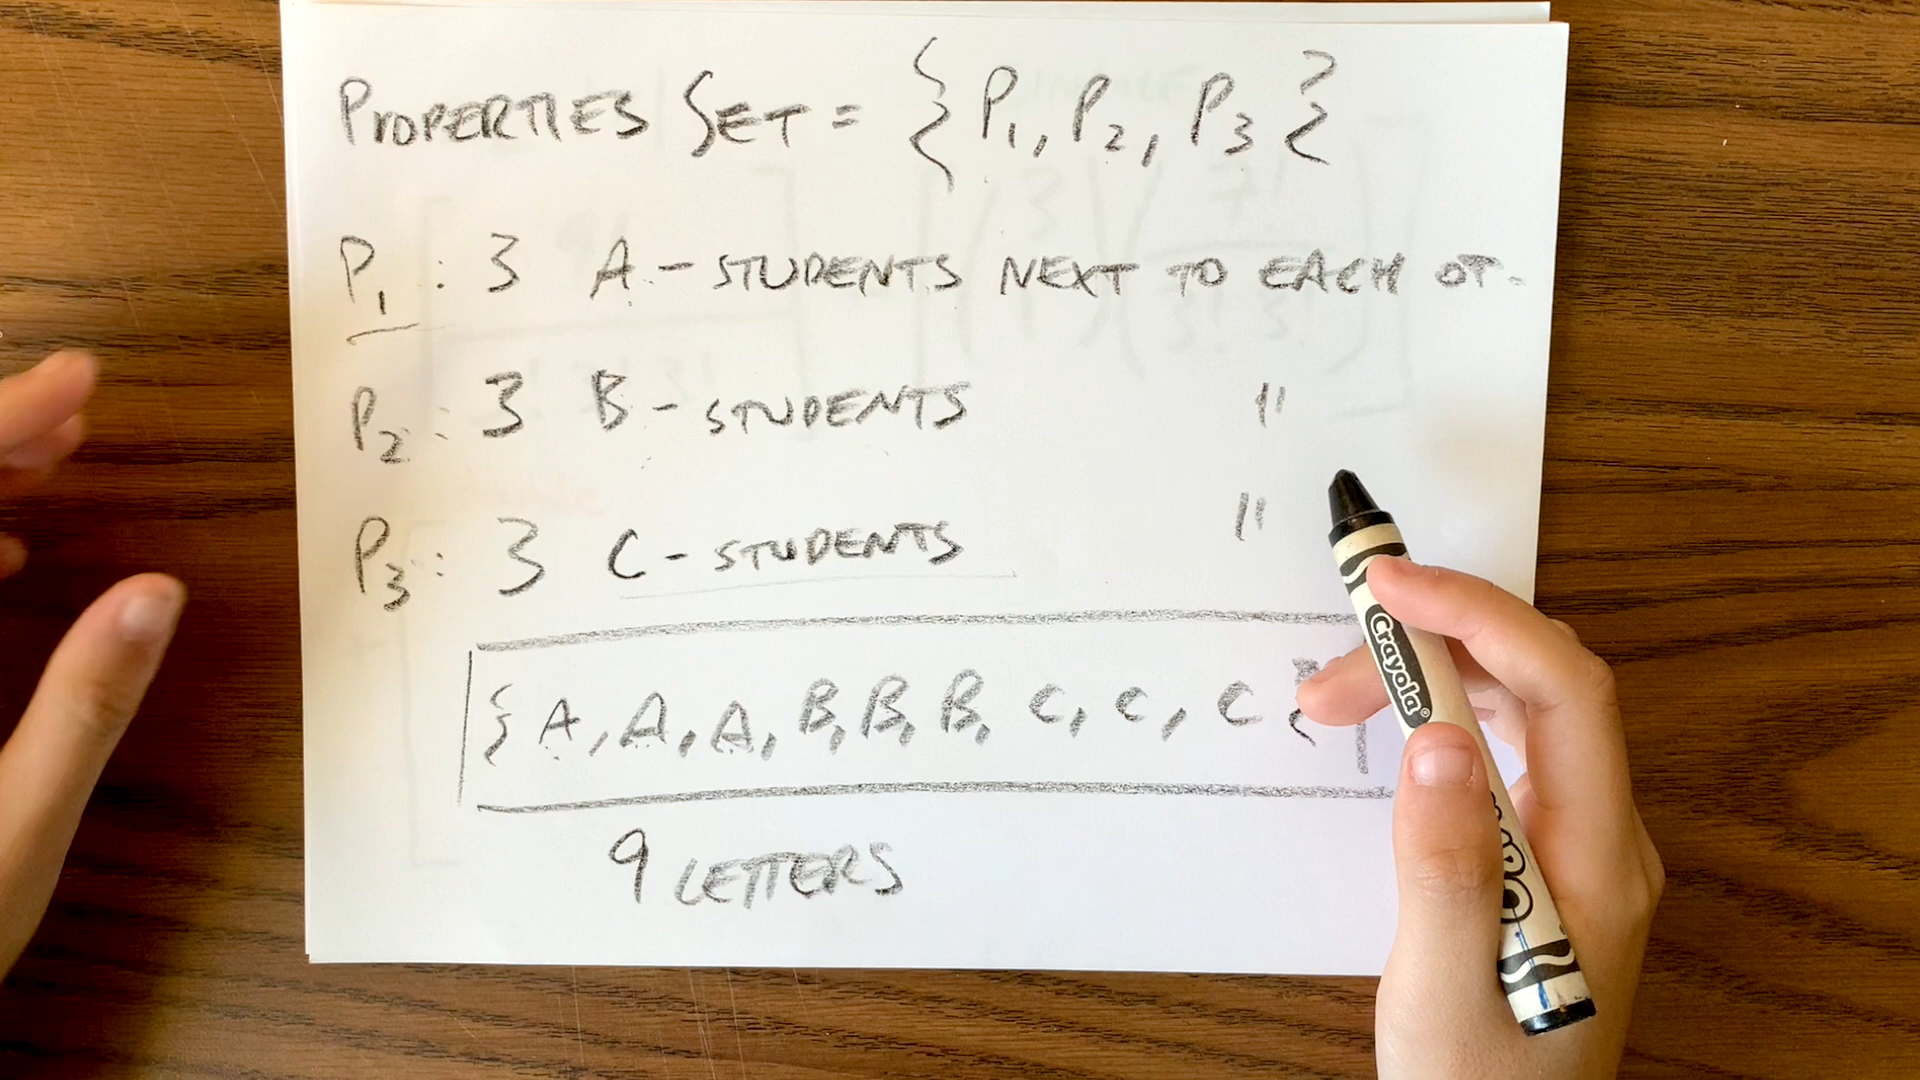 PROPERTIES SET = { P1, P2, P3 }
P1 : 3 A - STUDENTS NEXT TO EACH OT-
P2 : 3 B - STUDENTS "
P3 : 3 C - STUDENTS "
{ A, A, A, B, B, B, C, C, C }
9 LETTERS
Crayola®